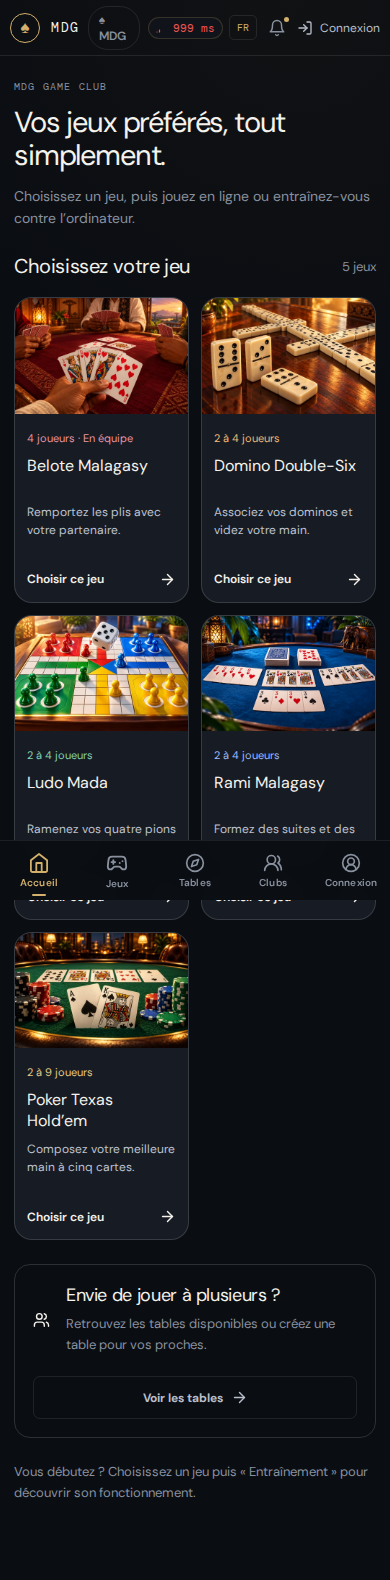 MDG
♠ MDG
999 ms
FR
Connexion
MDG GAME CLUB
Vos jeux préférés, tout
simplement.
Choisissez un jeu, puis jouez en ligne ou entraînez-vous
contre l’ordinateur.
Choisissez votre jeu
5 jeux
4 joueurs · En équipe
Belote Malagasy
Remportez les plis avec
votre partenaire.
Choisir ce jeu
2 à 4 joueurs
Domino Double-Six
Associez vos dominos et
videz votre main.
Choisir ce jeu
2 à 4 joueurs
Ludo Mada
Ramenez vos quatre pions
2 à 4 joueurs
Rami Malagasy
Formez des suites et des
Accueil
Jeux
Tables
Clubs
Connexion
2 à 9 joueurs
Poker Texas
Hold’em
Composez votre meilleure
main à cinq cartes.
Choisir ce jeu
Envie de jouer à plusieurs ?
Retrouvez les tables disponibles ou créez une
table pour vos proches.
Voir les tables
Vous débutez ? Choisissez un jeu puis « Entraînement » pour
découvrir son fonctionnement.